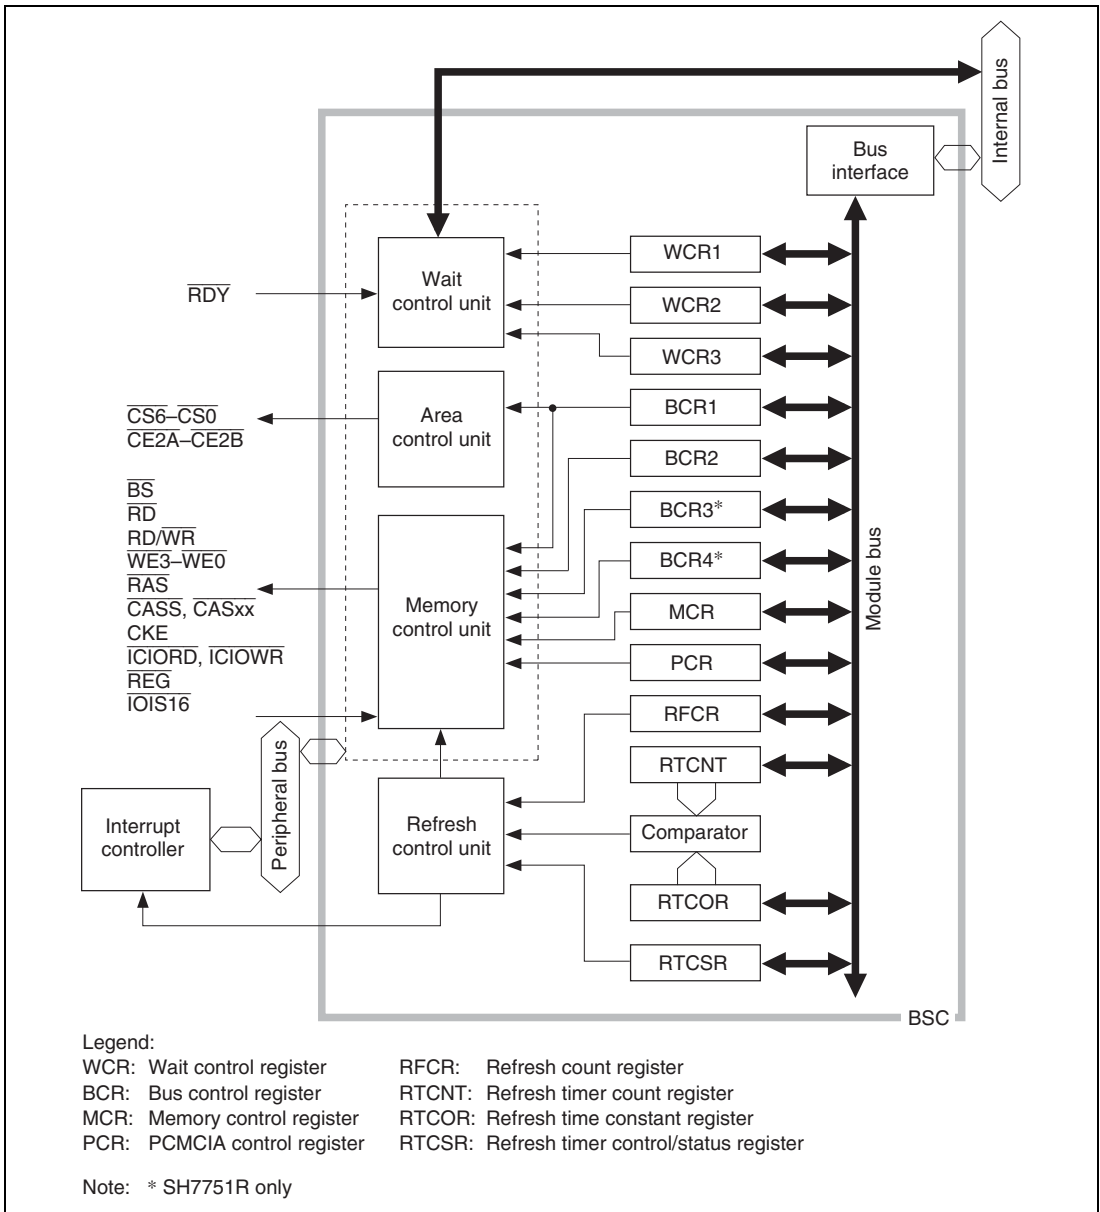 Internal bus
Bus
interface
Wait
control unit
RDY
WCR1
WCR2
WCR3
Area
control unit
CS6–CS0
CE2A–CE2B
BCR1
BCR2
BCR3*
BCR4*
MCR
PCR
Module bus
BS
RD
RD/WR
WE3–WE0
RAS
CASS, CASxx
CKE
ICIORD, ICIOWR
REG
IOIS16
Memory
control unit
RFCR
RTCNT
Comparator
RTCOR
RTCSR
Peripheral bus
Interrupt
controller
Refresh
control unit
BSC
Legend:
WCR: Wait control register
BCR: Bus control register
MCR: Memory control register
PCR: PCMCIA control register
RFCR: Refresh count register
RTCNT: Refresh timer count register
RTCOR: Refresh time constant register
RTCSR: Refresh timer control/status register
Note: * SH7751R only